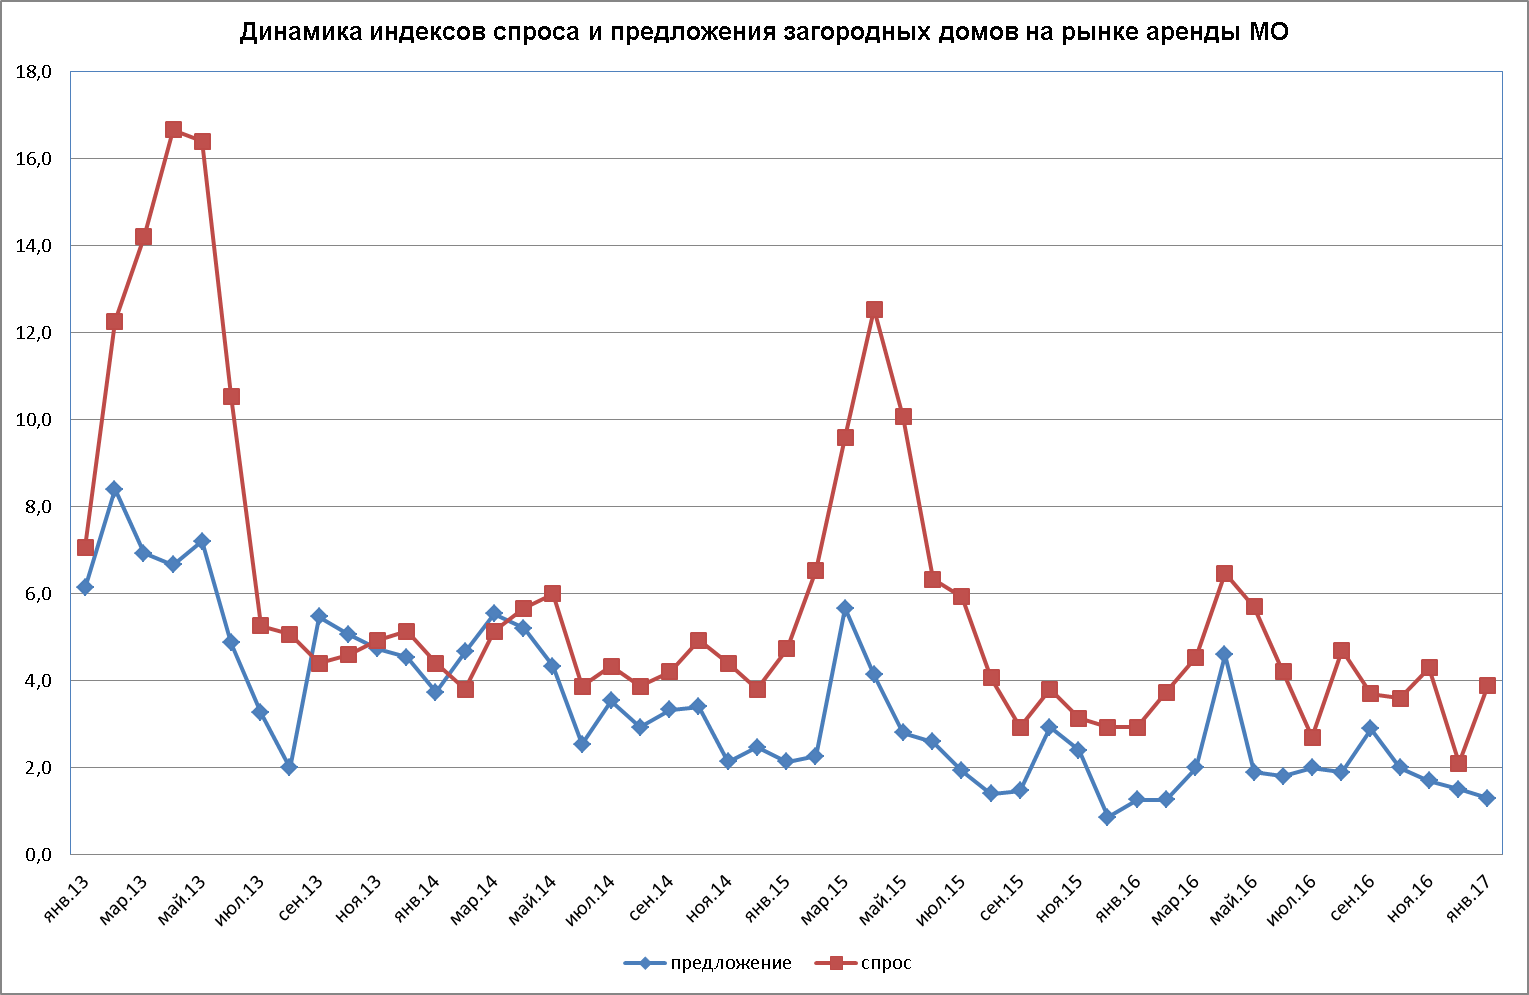 Динамика индексов спроса и предложения загородных домов на рынке аренды МО
18,0
16,0
14,0
12,0
10,0
8,0
6,0
4,0
2,0
0,0
янв.13
мар.13
май.13
июл.13
сен.13
ноя.13
янв.14
мар.14
май.14
июл.14
сен.14
ноя.14
янв.15
мар.15
май.15
июл.15
сен.15
ноя.15
янв.16
мар.16
май.16
июл.16
сен.16
ноя.16
янв.17
предложение
спрос